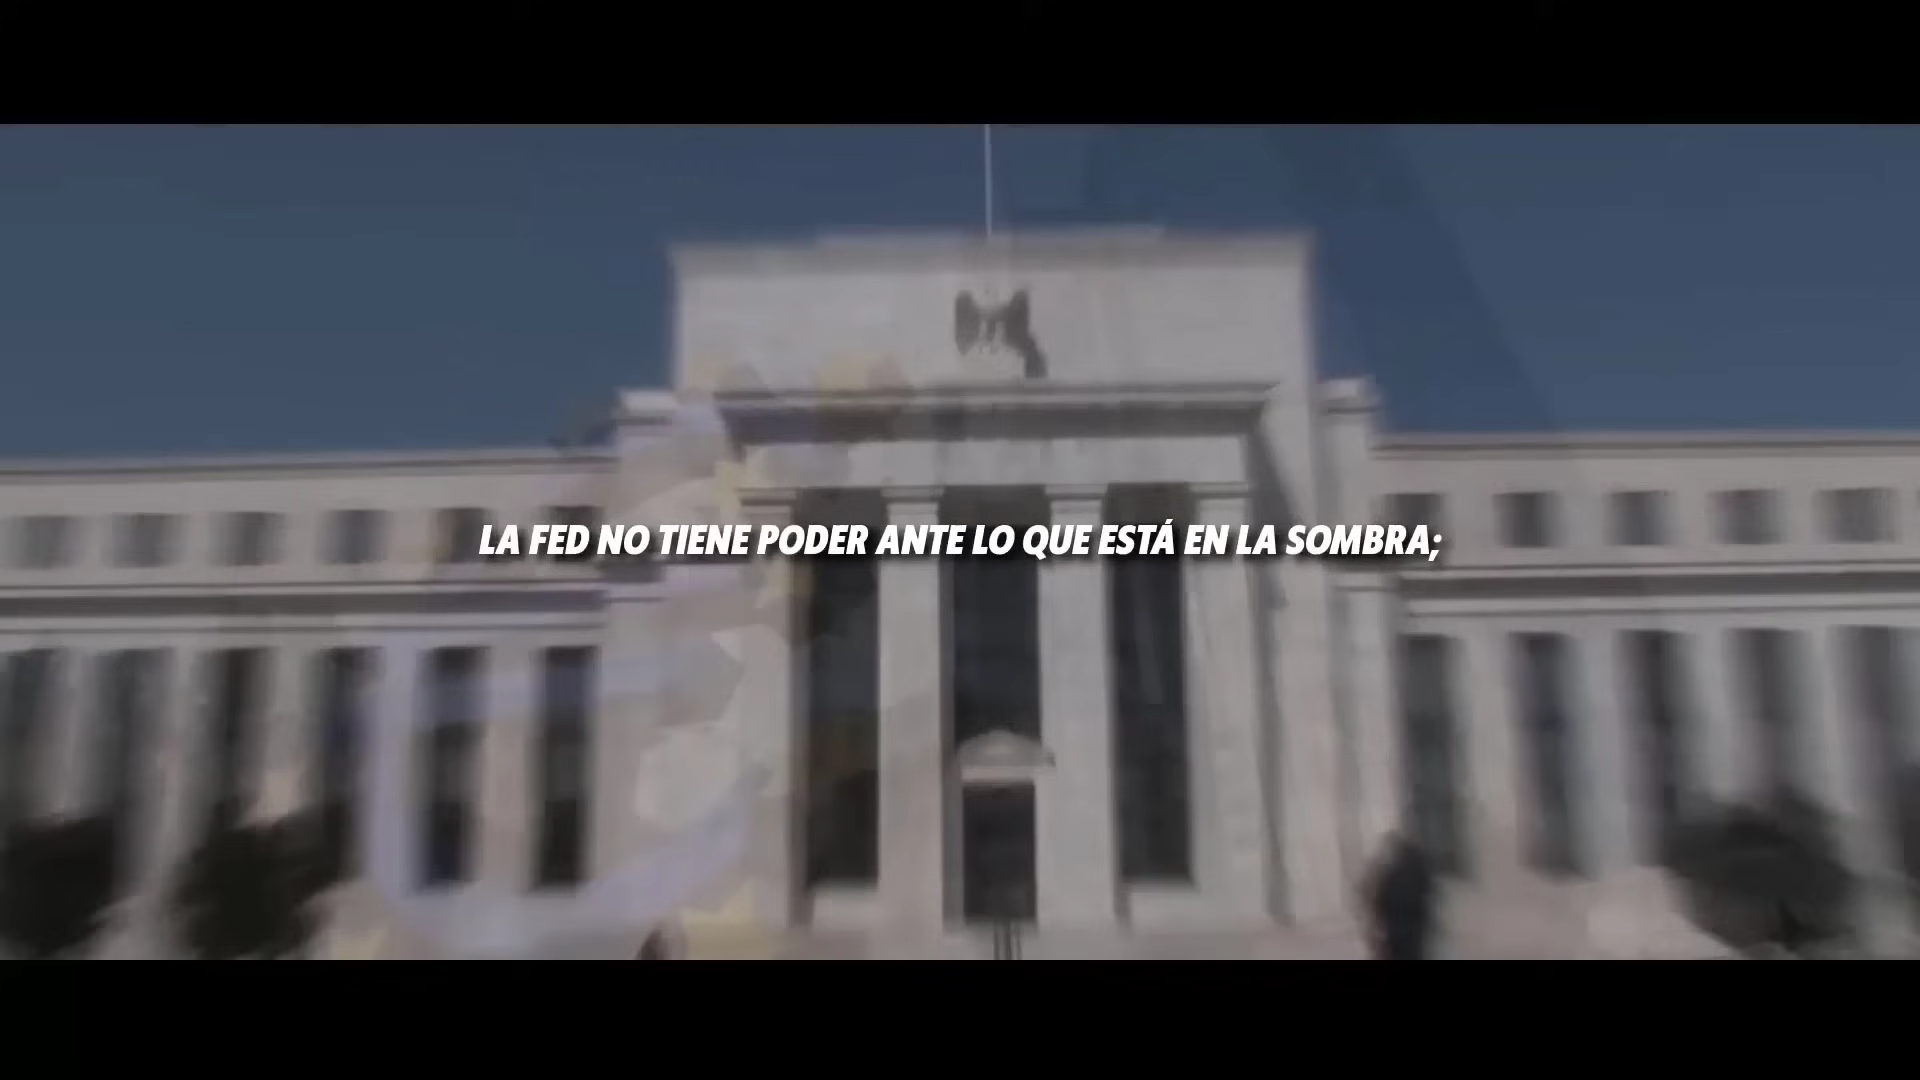 LA FED NO TIENE PODER ANTE LO QUE ESTÁ EN LA SOMBRA;